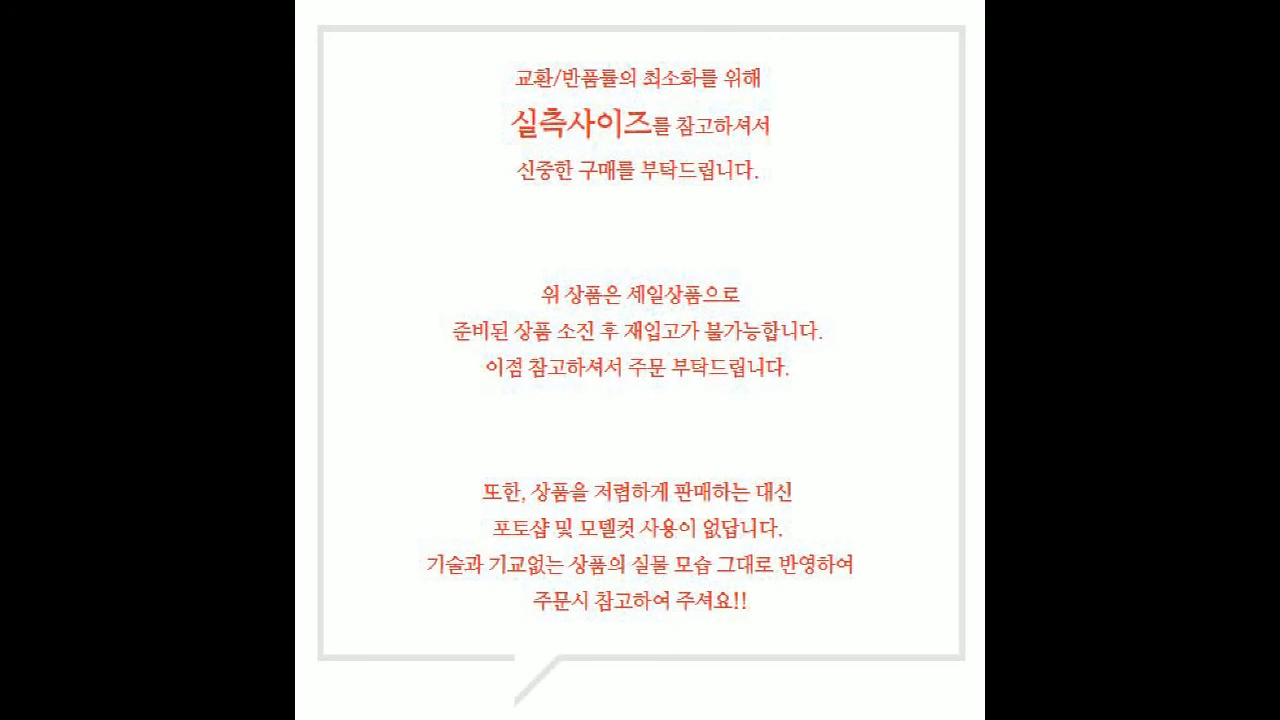 교환/반품률의 최소화를 위해
실측사이즈를 참고하셔서
신중한 구매를 부탁드립니다.
위 상품은 세일상품으로
준비된 상품 소진 후 재입고가 불가능합니다.
이점 참고하셔서 주문 부탁드립니다.
또한, 상품을 저렴하게 판매하는 대신
포토샵 및 모델컷 사용이 없답니다.
기술과 기교없는 상품의 실물 모습 그대로 반영하여
주문시 참고하여 주셔요!!